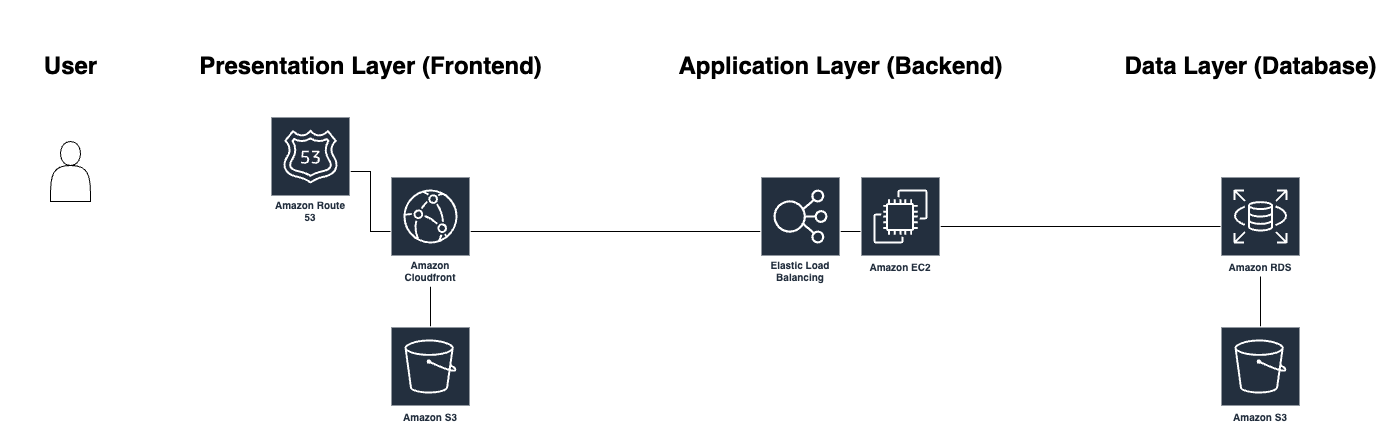 User
Presentation Layer (Frontend)
Application Layer (Backend)
Data Layer (Database)
53
Amazon Route
53
Amazon
Cloudfront
Elastic Load
Balancing
Amazon EC2
Amazon RDS
Amazon S3
Amazon S3